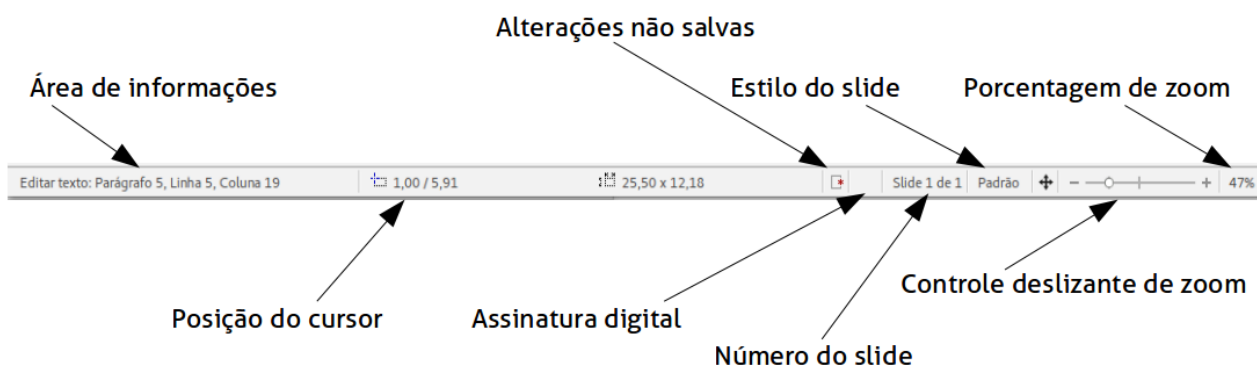 Alterações não salvas
Área de informações
Estilo do slide
Porcentagem de zoom
Editar texto: Parágrafo 5, Linha 5, Coluna 19
1,00 / 5,91
25,50 x 12,18
Slide 1 de 1
Padrão
47%
Controle deslizante de zoom
Posição do cursor
Assinatura digital
Número do slide